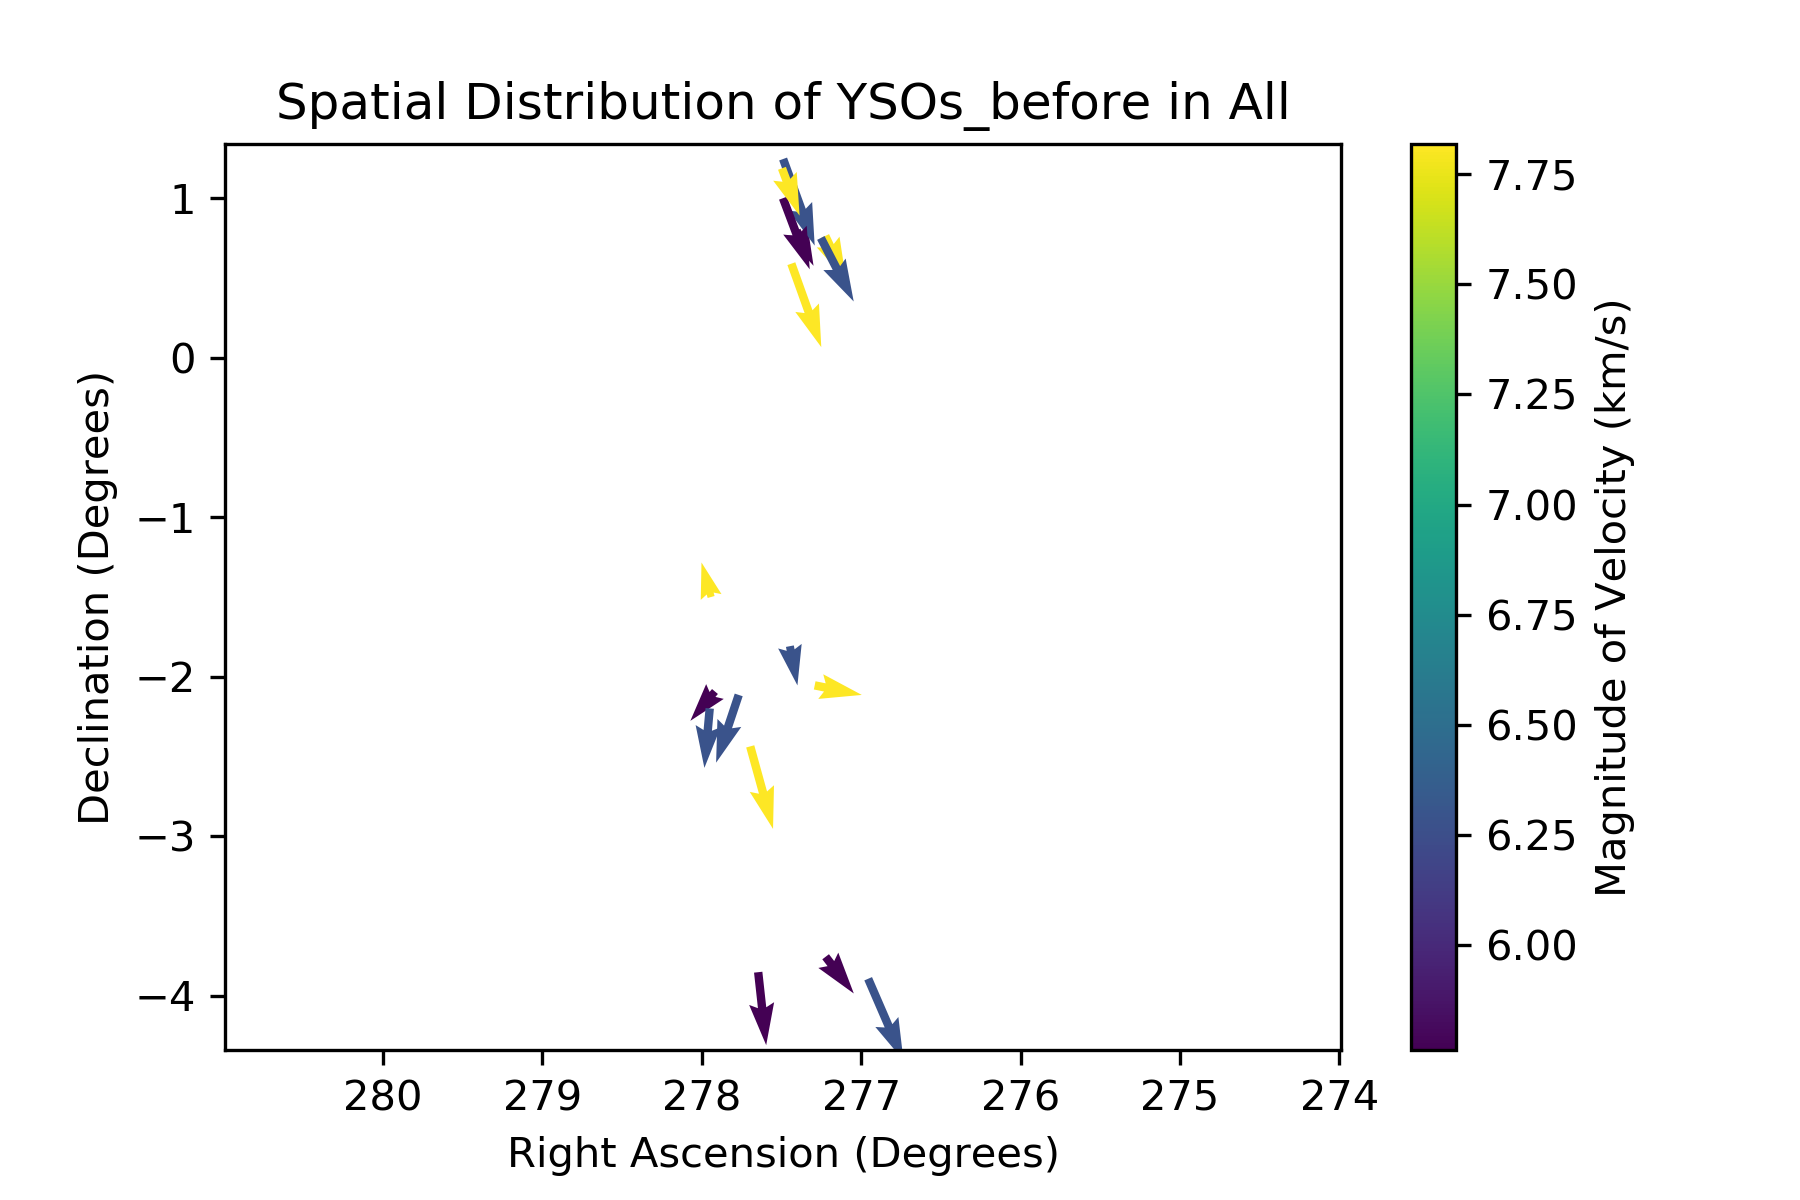 Spatial Distribution of YSOs_before in All
1
0
−1
−2
−3
−4
Declination (Degrees)
280 279 278 277 276 275 274
Right Ascension (Degrees)
7.75
7.50
7.25
7.00
6.75
6.50
6.25
6.00
Magnitude of Velocity (km/s)